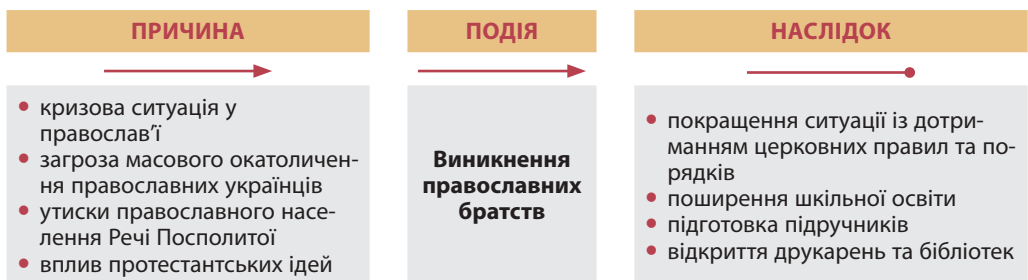 ПРИЧИНА
кризова ситуація у
православ’ї
загроза масового окатоличен-
ня православних українців
утиски православного насе-
лення Речі Посполитої
вплив протестантських ідей
ПОДІЯ
Виникнення
православних
братств
НАСЛІДОК
покращення ситуації із дотри-
манням церковних правил та по-
рядків
поширення шкільної освіти
підготовка підручників
відкриття друкарень та бібліотек